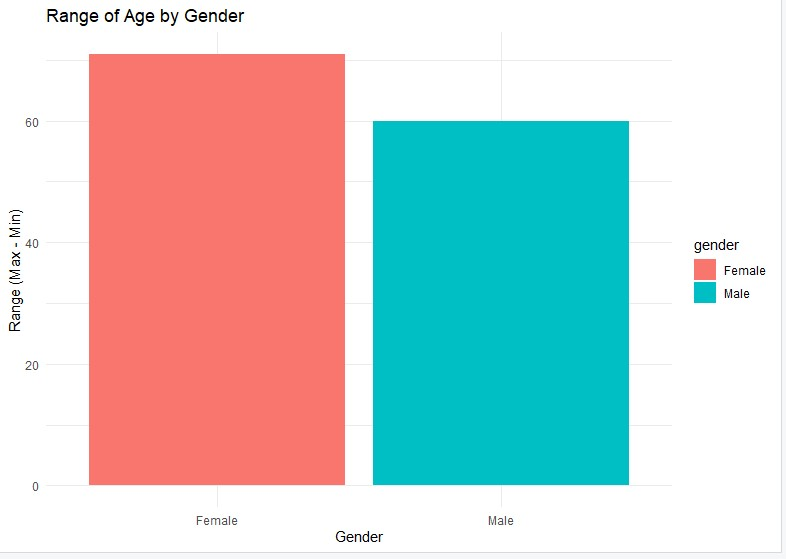 Range of Age by Gender
Range (Max - Min)
60
40
20
0
Female
Male
Gender
gender
Female
Male